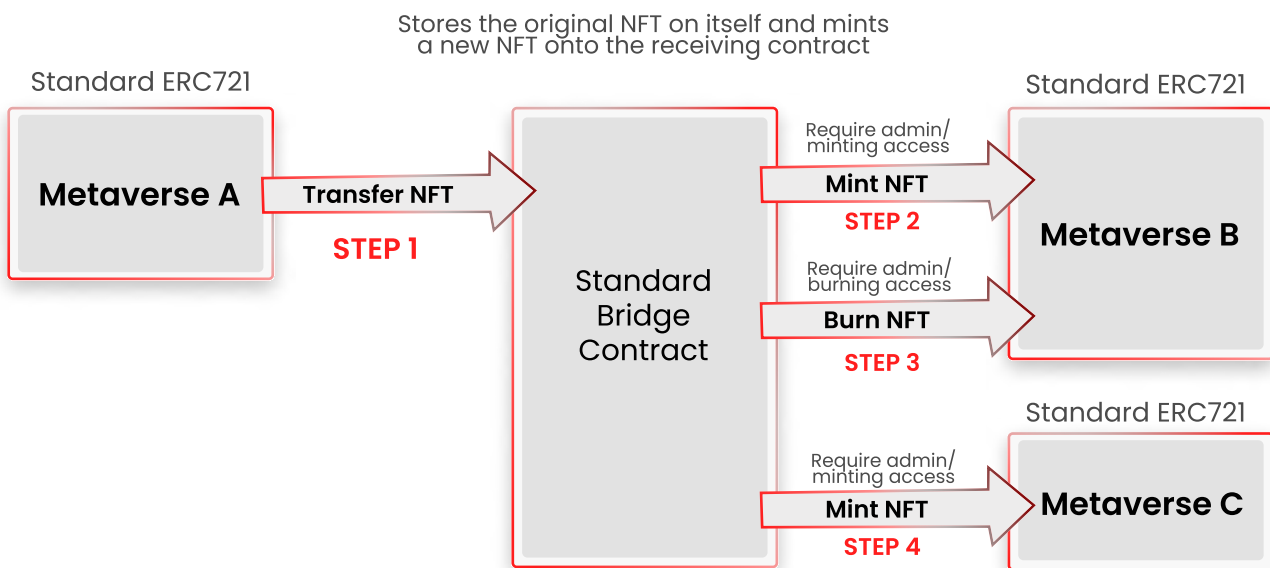 Stores the original NFT on itself and mints
a new NFT onto the receiving contract
Standard ERC721
Metaverse A
Transfer NFT
STEP 1
Standard
Bridge
Contract
Require admin/
minting access
Mint NFT
STEP 2
Require admin/
burning access
Burn NFT
STEP 3
Standard ERC721
Metaverse B
Require admin/
minting access
Mint NFT
STEP 4
Standard ERC721
Metaverse C